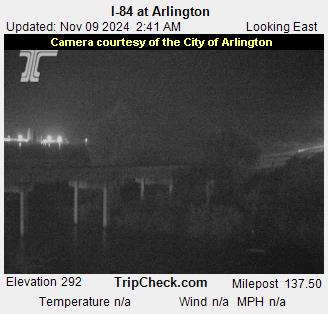 I-84 at Arlington
Updated: Nov 09 2024 2:41 AM Looking East
Camera courtesy of the City of Arlington
Elevation 292 TripCheck.com Milepost 137.50
Temperature n/a Wind n/a MPH n/a